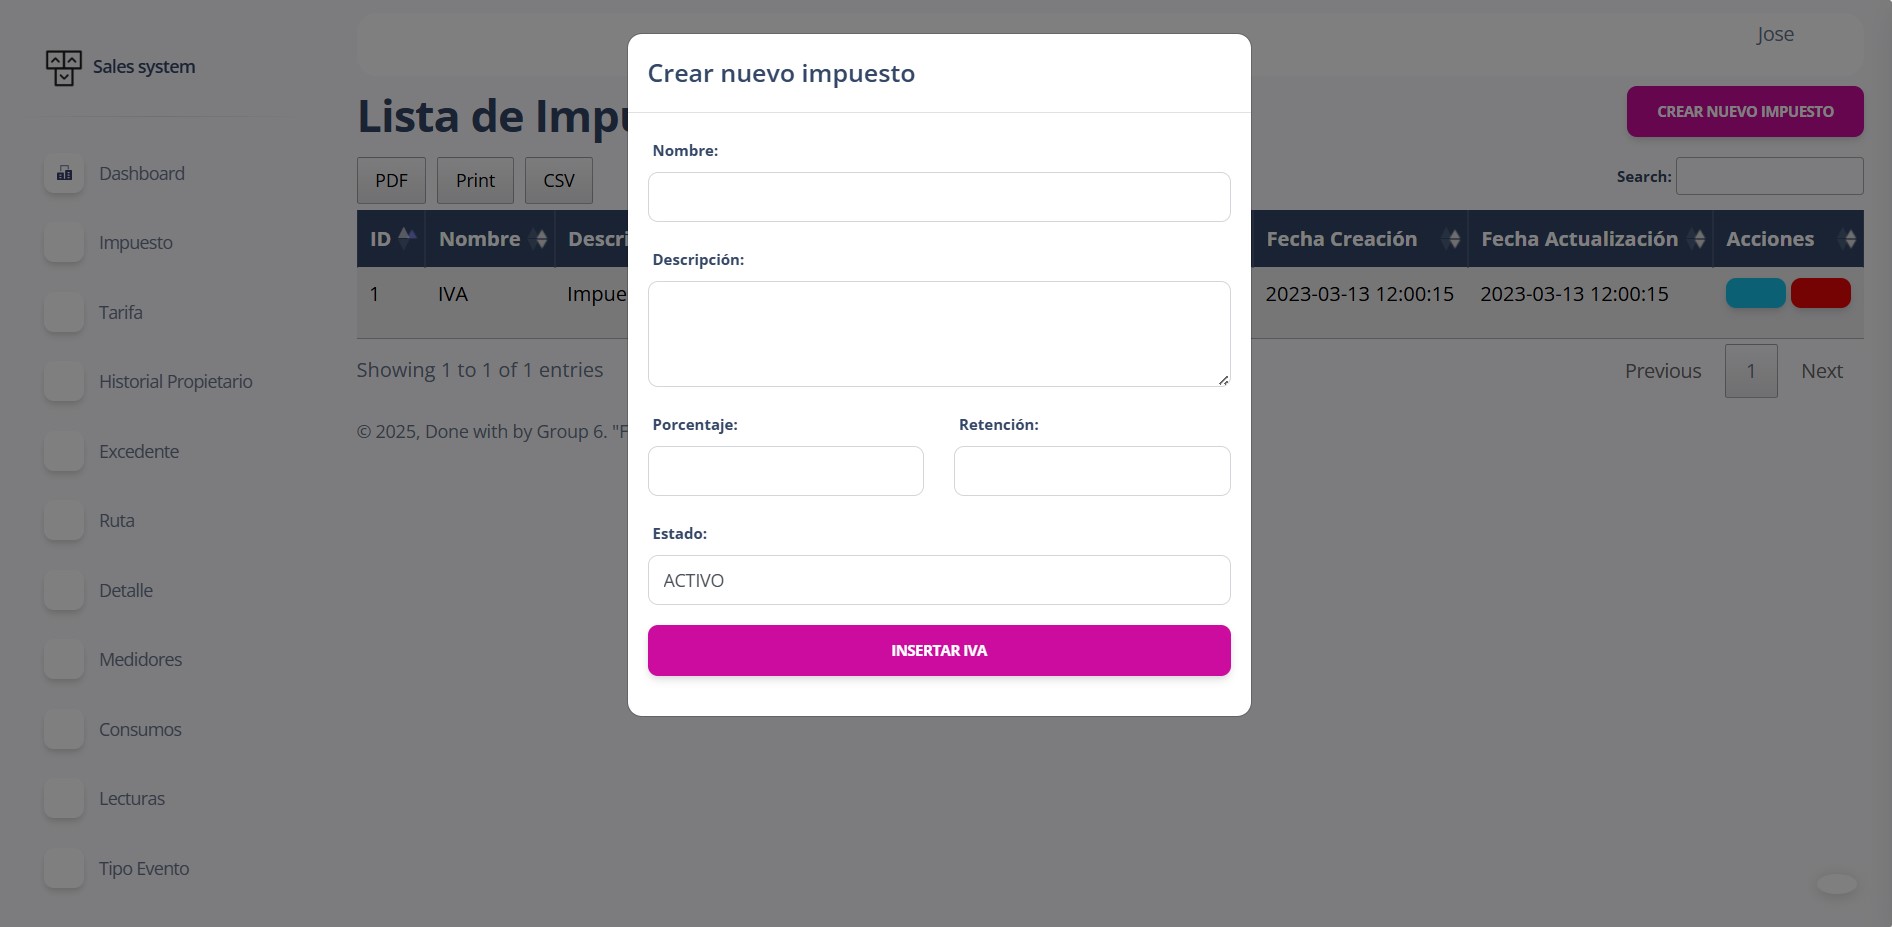 Sales system
Dashboard
Impuesto
Tarifa
Historial Propietario
Excedente
Ruta
Detalle
Medidores
Consumos
Lecturas
Tipo Evento
Jose
Lista de Imp
CREAR NUEVO IMPUESTO
PDF Print CSV
Search:
ID Nombre Descri Fecha Creación Fecha Actualización Acciones
1 IVA Impue 2023-03-13 12:00:15 2023-03-13 12:00:15
Showing 1 to 1 of 1 entries
Previous 1 Next
© 2025, Done with by Group 6. "F
Crear nuevo impuesto
Nombre:
Descripción:
Porcentaje: Retención:
Estado:
ACTIVO
INSERTAR IVA